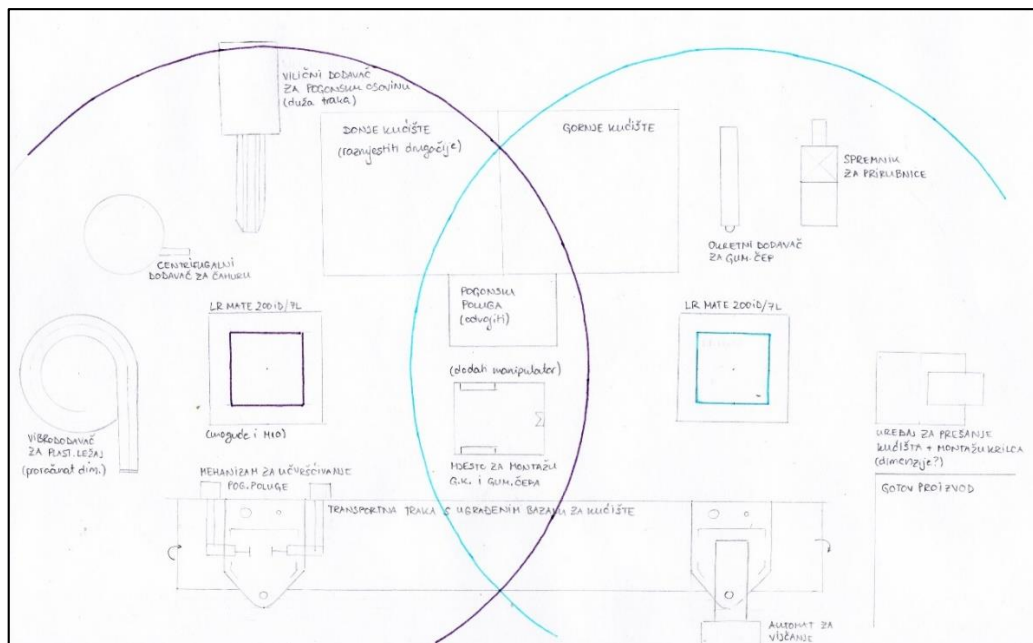 VILIČNI DODAVAČ
ZA POGONSKU OSOVINU
(duža traka)
DONJE KUĆIŠTE
(razmjestiti drugačije)
GORNJE KUĆIŠTE
SPREMNIK
ZA PRIRUBNICE
OKRETNI DODAVAČ
ZA GUM. ČEP
CENTRIFUGALNI
DODAVAČ ZA ČAHURU
POGONSKA
POLUGA
(odvojiti)
LR MATE 200iD/7L
LR MATE 200iD/7L
(dodati manipulator)
(moguće i M10)
VIBRODODAVAČ
ZA PLAST. LEŽAJ
(poračunat dim.)
MJESTO ZA MONTAŽU
G.K. i GUM. ČEPA
UREĐAJ ZA PREŠANJE
KUĆIŠTA + MONTAŽU KRILCA
(dimenzije?)
MEHANIZAM ZA UČVRŠĆIVANJE
POG. POLUGE
GOTOV PROIZVOD
TRANSPORTNA TRAKA S UGRAĐENIM BAZAMA ZA KUĆIŠTE
AUTOMAT ZA
VIJČANJE